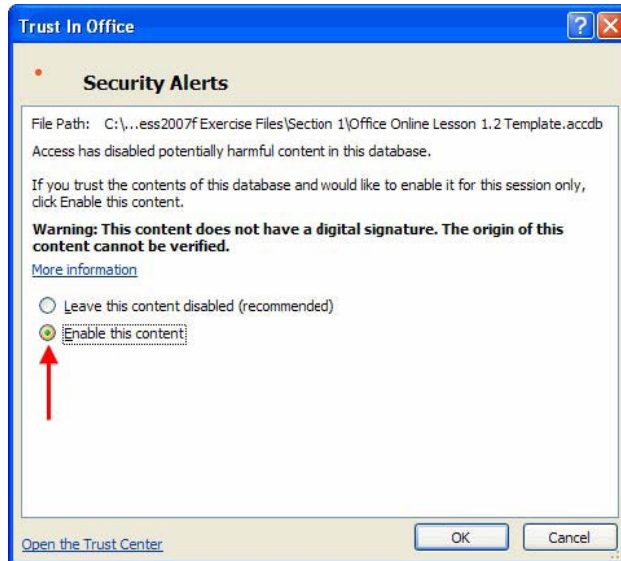 Trust In Office
Security Alerts
File Path: C:\...ess2007f Exercise Files\Section 1\Office Online Lesson 1.2 Template.accdb
Access has disabled potentially harmful content in this database.
If you trust the contents of this database and would like to enable it for this session only,
click Enable this content.
Warning: This content does not have a digital signature. The origin of this
content cannot be verified.
More information
Leave this content disabled (recommended)
Enable this content
Open the Trust Center
OK
Cancel